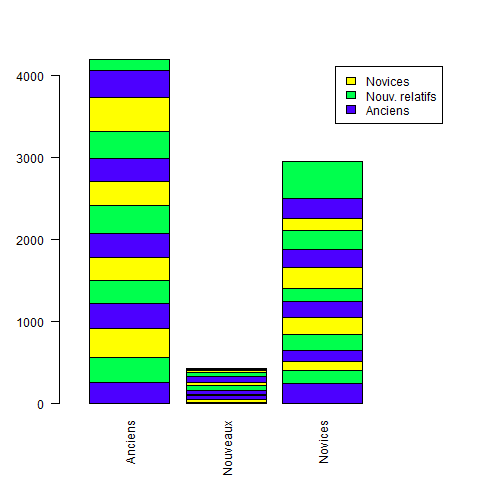 4000
3000
2000
1000
0
Novices
Nouv. relatifs
Anciens
Anciens
Nouveaux
Novices